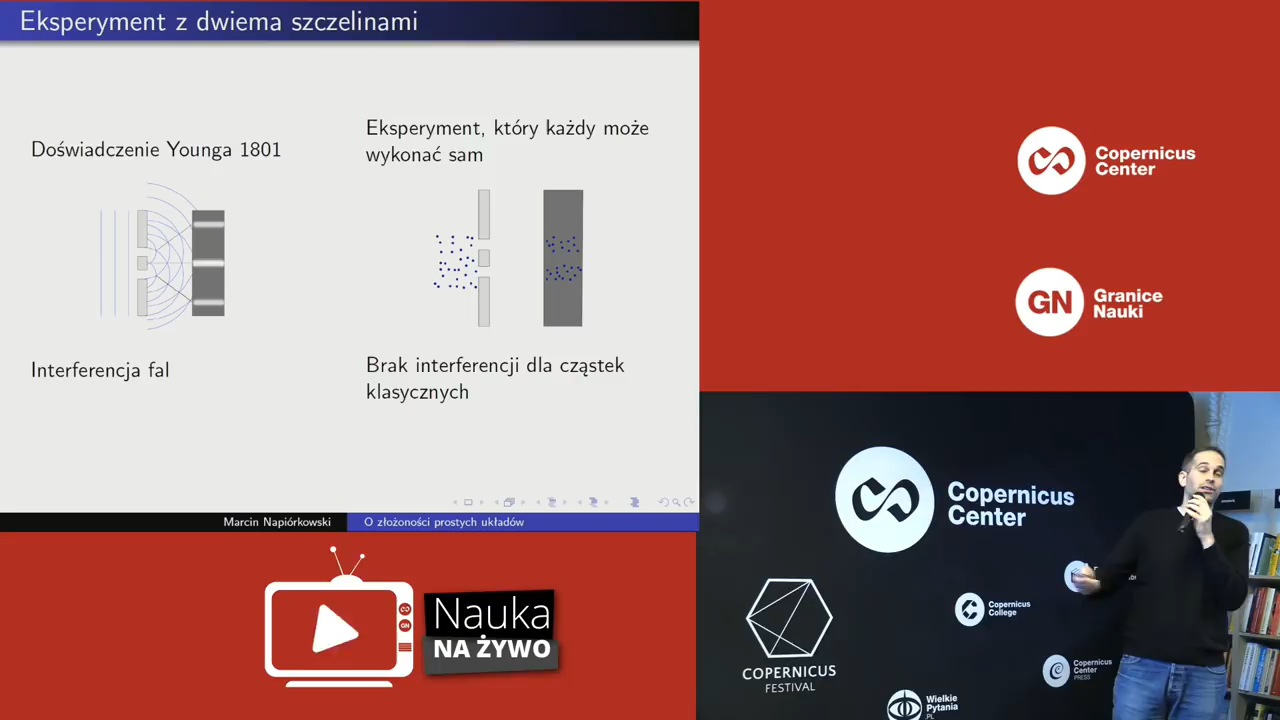 Eksperyment z dwiema szczelinami
Doświadczenie Younga 1801
Interferencja fal
Eksperyment, który każdy może
wykonać sam
Brak interferencji dla cząstek
klasycznych
Marcin Napiórkowski
O złożoności prostych układów
Nauka
NA ŻYWO
Copernicus
Center
GN
Granice
Nauki
Copernicus
Center
COPERNICUS
FESTIVAL
Copernicus
College
Copernicus
Center
PRESS
Wielkie
Pytania
.PL